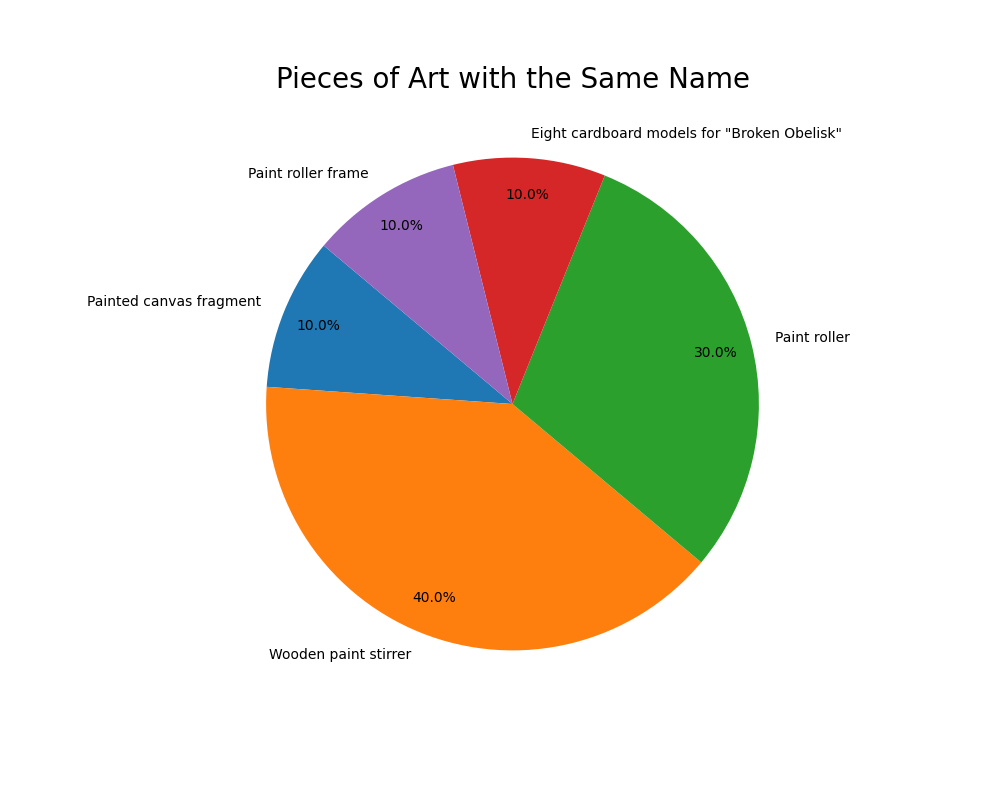 Pieces of Art with the Same Name
Eight cardboard models for "Broken Obelisk"
Paint roller frame
10.0%
10.0%
Painted canvas fragment
10.0%
Paint roller
30.0%
40.0%
Wooden paint stirrer